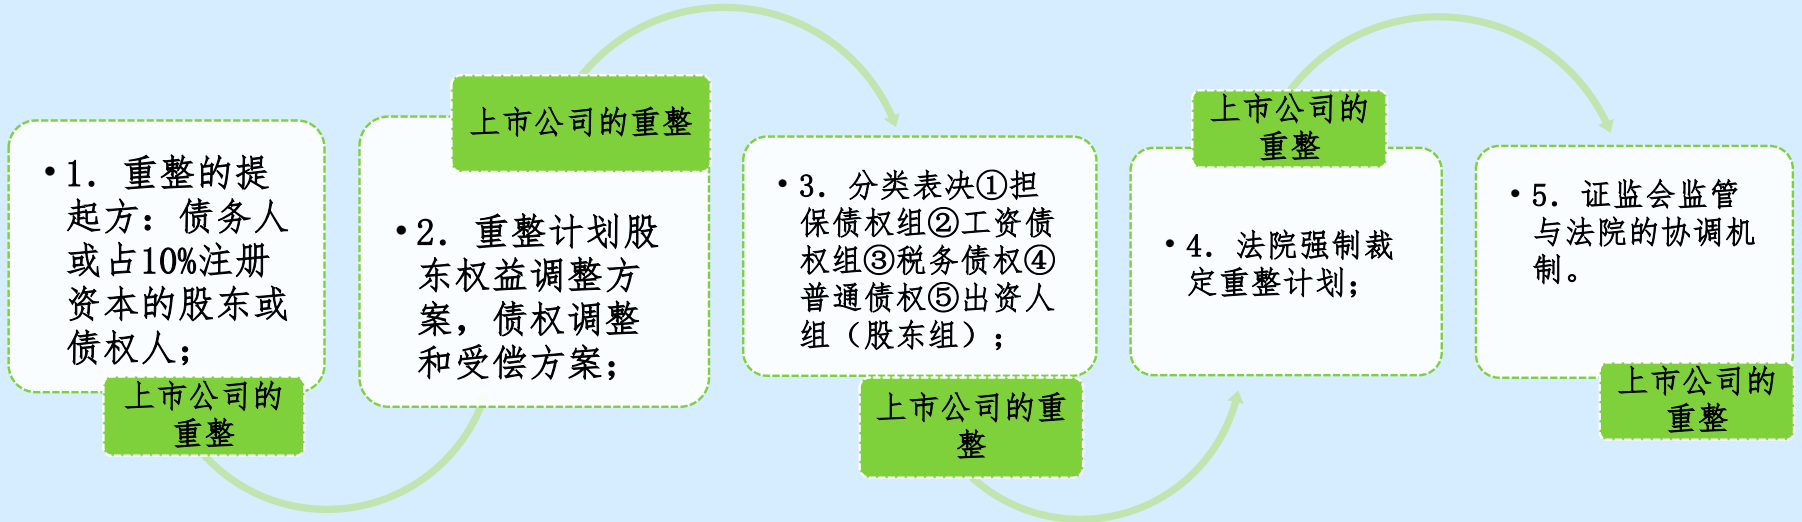 • 1. 重整的提
起方：债务人
或占10%注册
资本的股东或
债权人；
上市公司的
重整
上市公司的重整
• 2. 重整计划股
东权益调整方
案，债权调整
和受偿方案；
• 3. 分类表决①担
保债权组②工资债
权组③税务债权④
普通债权⑤出资人
组（股东组）；
上市公司的重
整
上市公司的
重整
• 4. 法院强制裁
定重整计划；
• 5. 证监会监管
与法院的协调机
制。
上市公司的
重整